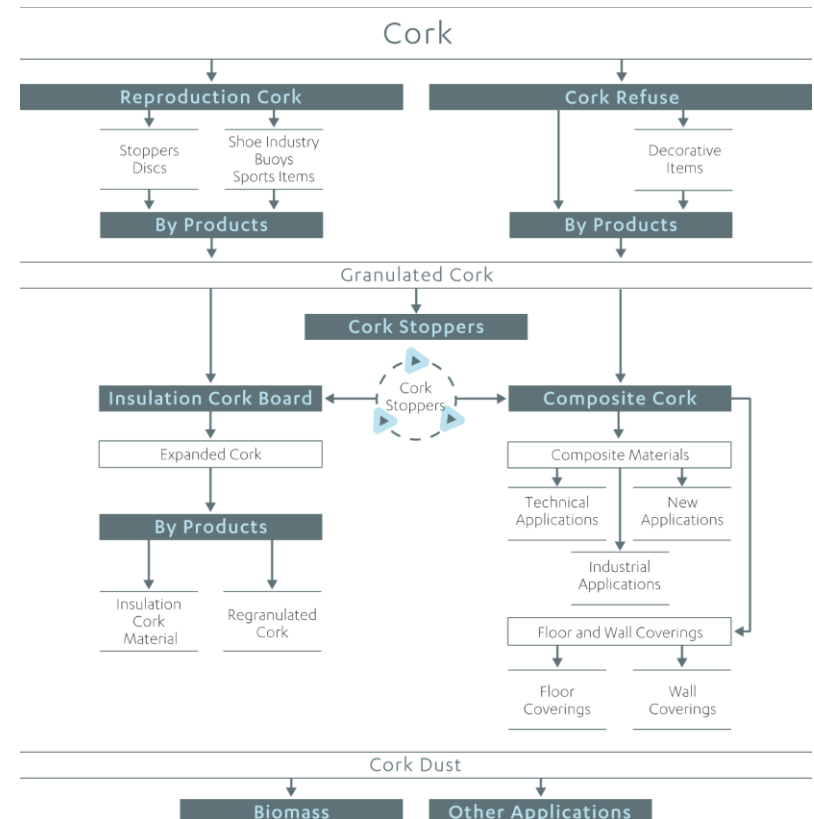 Cork
Reproduction Cork
Cork Refuse
Stoppers
Discs
Shoe Industry
Buoys
Sports Items
Decorative
Items
By Products
By Products
Granulated Cork
Cork Stoppers
Cork
Stoppers
Insulation Cork Board
Composite Cork
Expanded Cork
Composite Materials
Technical
Applications
New
Applications
By Products
Industrial
Applications
Insulation
Cork
Material
Regranulated
Cork
Floor and Wall Coverings
Floor
Coverings
Wall
Coverings
Cork Dust
Biomass
Other Applications